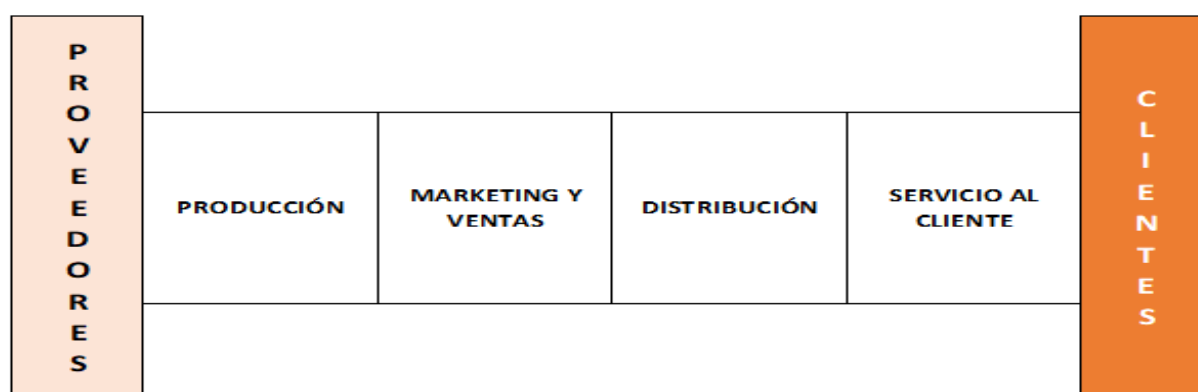 PROVEEDORES
PRODUCCIÓN
MARKETING Y
VENTAS
DISTRIBUCIÓN
SERVICIO AL
CLIENTE
CLIENTES